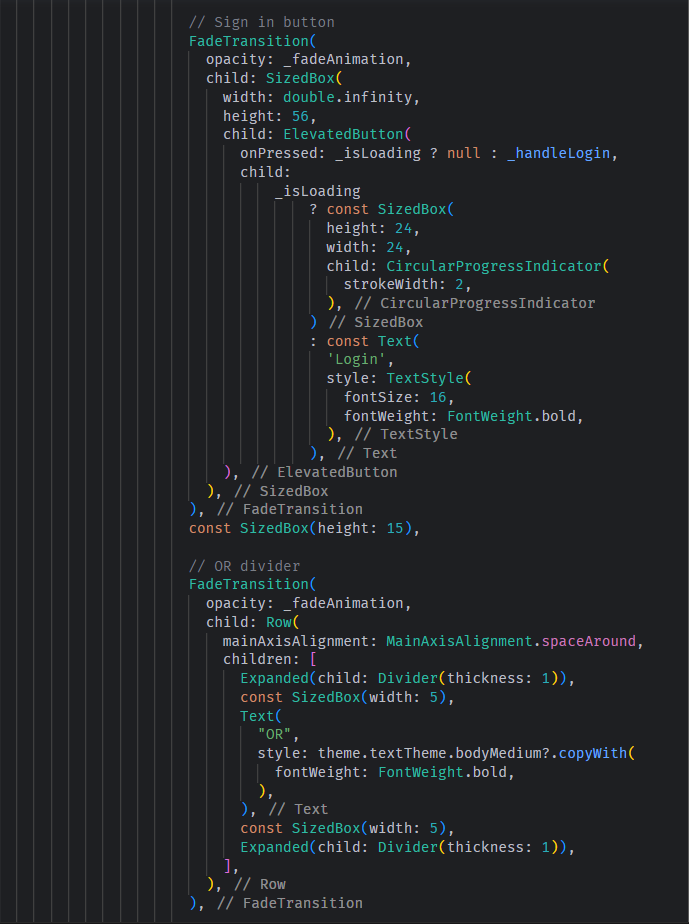 // Sign in button
FadeTransition(
opacity: _fadeAnimation,
child: SizedBox(
width: double.infinity,
height: 56,
child: ElevatedButton(
onPressed: _isLoading ? null : _handleLogin,
child:
_isLoading
? const SizedBox(
height: 24,
width: 24,
child: CircularProgressIndicator(
strokeWidth: 2,
), // CircularProgressIndicator
) // SizedBox
: const Text(
'Login',
style: TextStyle(
fontSize: 16,
fontWeight: FontWeight.bold,
), // TextStyle
), // Text
), // ElevatedButton
), // SizedBox
), // FadeTransition
const SizedBox(height: 15),

// OR divider
FadeTransition(
opacity: _fadeAnimation,
child: Row(
mainAxisAlignment: MainAxisAlignment.spaceAround,
children: [
Expanded(child: Divider(thickness: 1)),
const SizedBox(width: 5),
Text(
"OR",
style: theme.textTheme.bodyMedium?.copyWith(
fontWeight: FontWeight.bold,
),
), // Text
const SizedBox(width: 5),
Expanded(child: Divider(thickness: 1)),
],
), // Row
), // FadeTransition